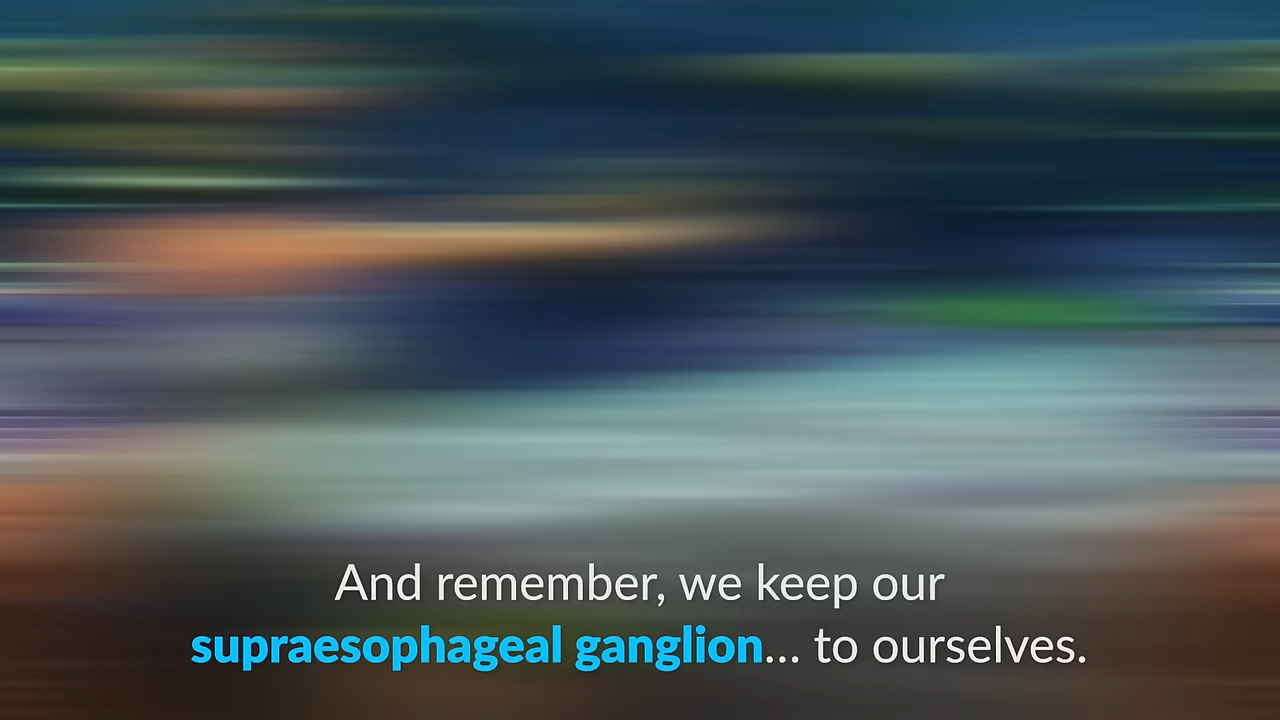 And remember, we keep our
supraesophageal ganglion... to ourselves.